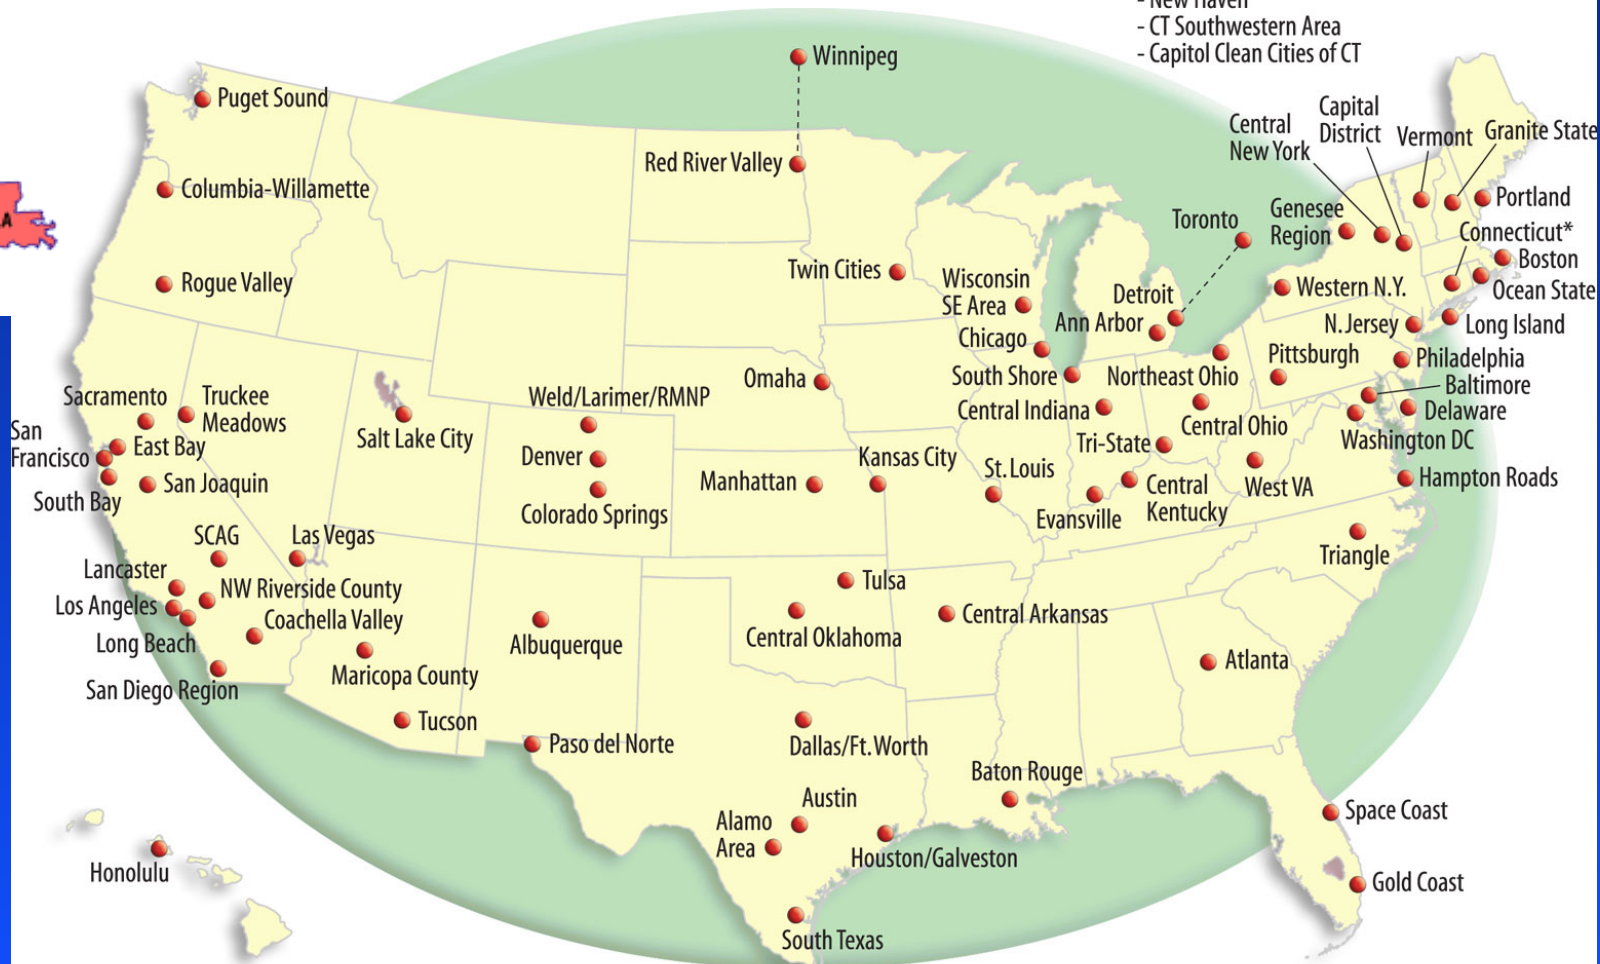 - New Haven
- CT Southwestern Area
- Capitol Clean Cities of CT
Winnipeg
Puget Sound
Capital
District
Central
New York
Vermont
Granite State
Red River Valley
Columbia-Willamette
Portland
Toronto
Genesee
Region
Connecticut*
Boston
A
Twin Cities
Wisconsin
SE Area
Rogue Valley
Detroit
Ann Arbor
Western N.Y.
Ocean State
N. Jersey
Long Island
Chicago
Pittsburgh
Philadelphia
South Shore
Northeast Ohio
Omaha
Baltimore
Sacramento
Truckee
Meadows
Weld/Larimer/RMNP
Central Indiana
Delaware
Central Ohio
Salt Lake City
Washington DC
San
Francisco
East Bay
Tri-State
Denver
Kansas City
St. Louis
Manhattan
San Joaquin
South Bay
Central
Kentucky
West VA
Hampton Roads
Colorado Springs
Evansville
SCAG
Las Vegas
Triangle
Lancaster
NW Riverside County
Tulsa
Los Angeles
Coachella Valley
Central Arkansas
Long Beach
Albuquerque
Central Oklahoma
Atlanta
Maricopa County
San Diego Region
Tucson
Paso del Norte
Dallas/Ft. Worth
Baton Rouge
Austin
Space Coast
Alamo
Area
Houston/Galveston
Honolulu
Gold Coast
South Texas